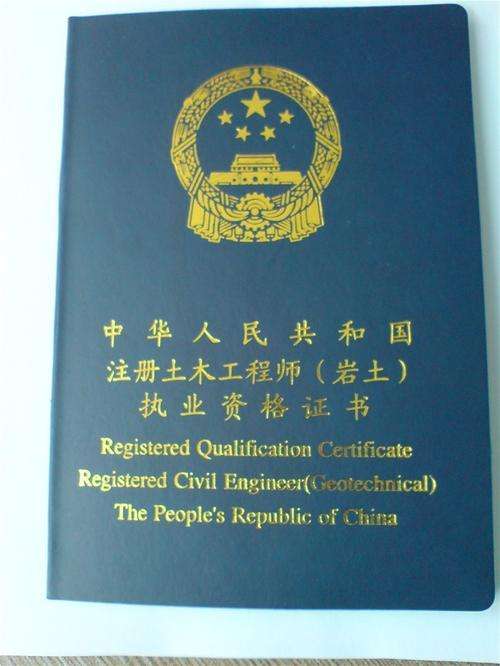 中华人民共和国
注册土木工程师（岩土）
执业资格证书
Registered Qualification Certificate
Registered Civil Engineer(Geotechnical)
The People's Republic of China